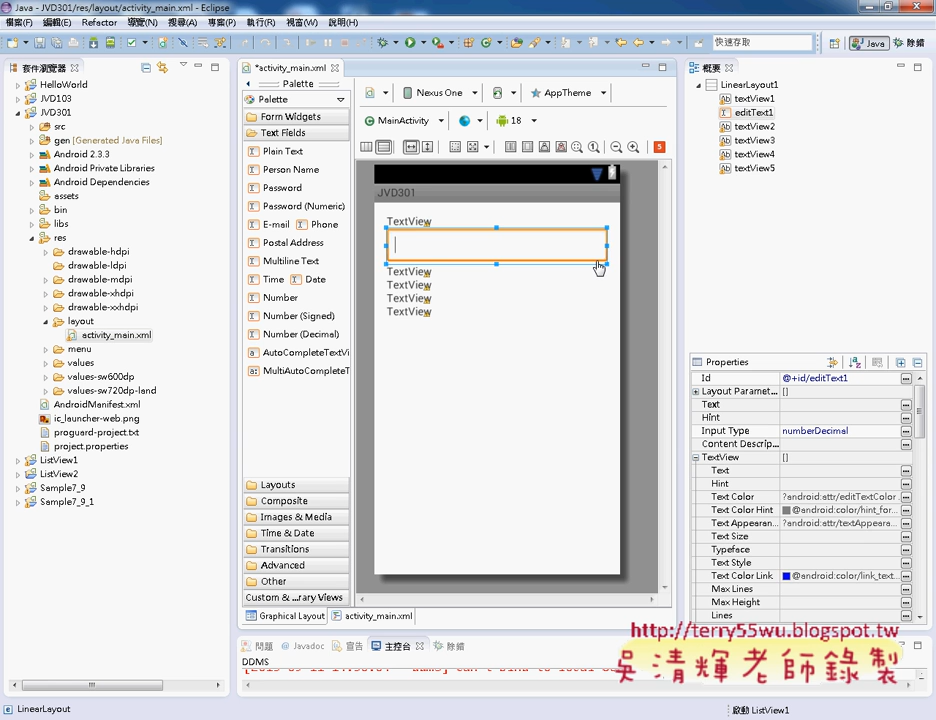 Java - JVD301/res/layout/activity_main.xml - Eclipse
檔案(F) 編輯(E) Refactor 導覽(N) 搜尋(A) 專案(P) 執行(R) 視窗(W) 說明(H)
快速存取
Java
除錯
套件瀏覽器
HelloWorld
JVD103
JVD301
src
gen [Generated Java Files]
Android 2.3.3
Android Private Libraries
Android Dependencies
assets
bin
libs
res
drawable-hdpi
drawable-ldpi
drawable-mdpi
drawable-xhdpi
drawable-xxhdpi
layout
activity_main.xml
menu
values
values-sw600dp
values-sw720dp-land
AndroidManifest.xml
ic_launcher-web.png
proguard-project.txt
project.properties
ListView1
ListView2
Sample7_9
Sample7_9_1
*activity_main.xml
Palette
Palette
Form Widgets
Text Fields
Plain Text
Person Name
Password
Password (Numeric)
E-mail Phone
Postal Address
Multiline Text
Time Date
Number
Number (Signed)
Number (Decimal)
AutoCompleteTextVi
MultiAutoCompleteT
Layouts
Composite
Images & Media
Time & Date
Transitions
Advanced
Other
Custom & ...rary Views
Graphical Layout
activity_main.xml
Nexus One
AppTheme
MainActivity
18
5
JVD301
TextView
TextView
TextView
TextView
TextView
概要
LinearLayout1
textView1
editText1
textView2
textView3
textView4
textView5
Properties
Id @+id/editText1
Layout Paramet... []
Text
Hint
Input Type numberDecimal
Content Descrip...
TextView []
Text
Hint
Text Color ?android:attr/editTextColor
Text Color Hint @android:color/hint_for...
Text Appearan... ?android:attr/textAppeara...
Text Size
Typeface
Text Style
Text Color Link @android:color/link_text...
Max Lines
Max Height
Lines
問題 Javadoc 宣告 主控台 除錯
DDMS
http://terry55wu.blogspot.tw
吳清輝老師錄製
LinearLayout
啟動 ListView1